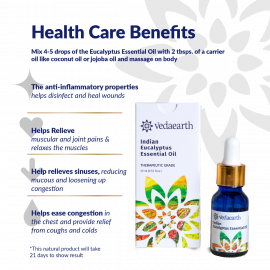 Health Care Benefits
Mix 4-5 drops of the Eucalyptus Essential Oil with 2 tbsps. of a carrier
oil like coconut oil or jojoba oil and massage on body
The anti-inflammatory properties
helps disinfect and heal wounds
Helps Relieve
muscular and joint pains &
relaxes the muscles
Help relieves sinuses, reducing
mucous and loosening up
congestion
Helps ease congestion in
the chest and provide relief
from coughs and colds
*This natural product will take
21 days to show result
vedaearth
Indian
Eucalyptus
Essential Oil
THERAPEUTIC GRADE
vedaearth
Indian
Eucalyptus Essential Oil